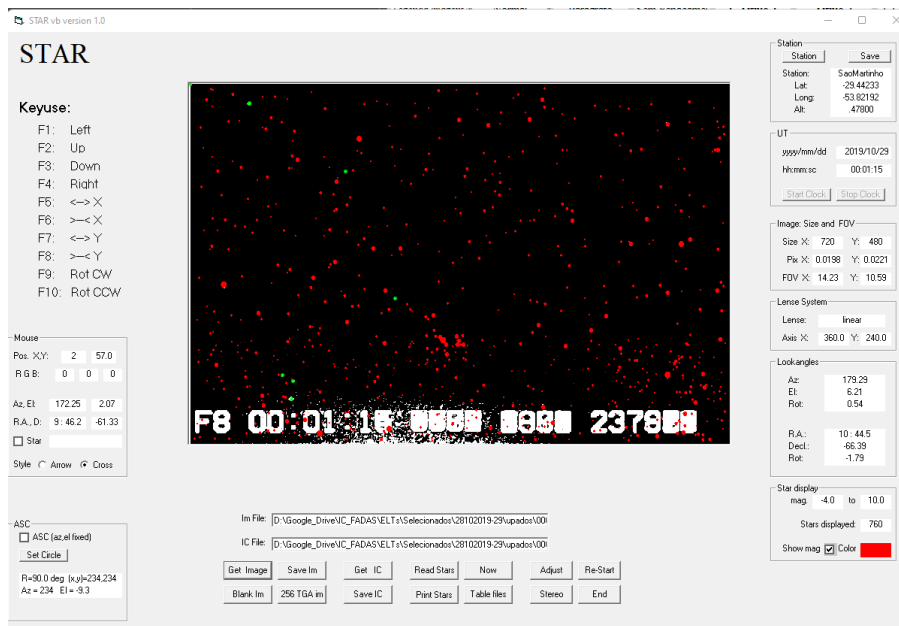 STAR vb version 1.0
STAR
Keyuse:
F1: Left
F2: Up
F3: Down
F4: Right
F5: <-> X
F6: >-< X
F7: <-> Y
F8: >-< Y
F9: Rot CW
F10: Rot CCW
Mouse
Pos. X,Y: 2 57.0
R G B: 0 0 0
Az, El: 172.25 2.07
R.A., D: 9 : 46.2 -61.33
Star
Style Arrow Cross
ASC
ASC (az,el fixed)
Set Circle
R=90.0 deg (x,y)=234,234
Az = 234 El = -9.3
F8 00:01:15
Im File: D:\Google_Drive\IC_FADAS\ELTs\Selecionados\28102019-29\upados\00(
IC File: D:\Google_Drive\IC_FADAS\ELTs\Selecionados\28102019-29\upados\00(
Get Image Save Im Get IC Read Stars Now Adjust Re-Start
Blank Im 256 TGA im Save IC Print Stars Table files Stereo End
Station
Station Save
Station: SaoMartinho
Lat: -29.44233
Long: -53.82192
Alt: .47800
UT
yyyy/mm/dd 2019/10/29
hh:mm:sc 00:01:15
Start Clock Stop Clock
Image: Size and FOV
Size X: 720 Y: 480
Pix X: 0.0198 Y: 0.0221
FOV X: 14.23 Y: 10.59
Lense System
Lense: linear
Axis X: 360.0 Y: 240.0
Lookangles
Az: 179.29
El: 6.21
Rot: 0.54
R.A.: 10 : 44.5
Decl.: -66.39
Rot: -1.79
Star display
mag. -4.0 to 10.0
Stars displayed: 760
Show mag Color